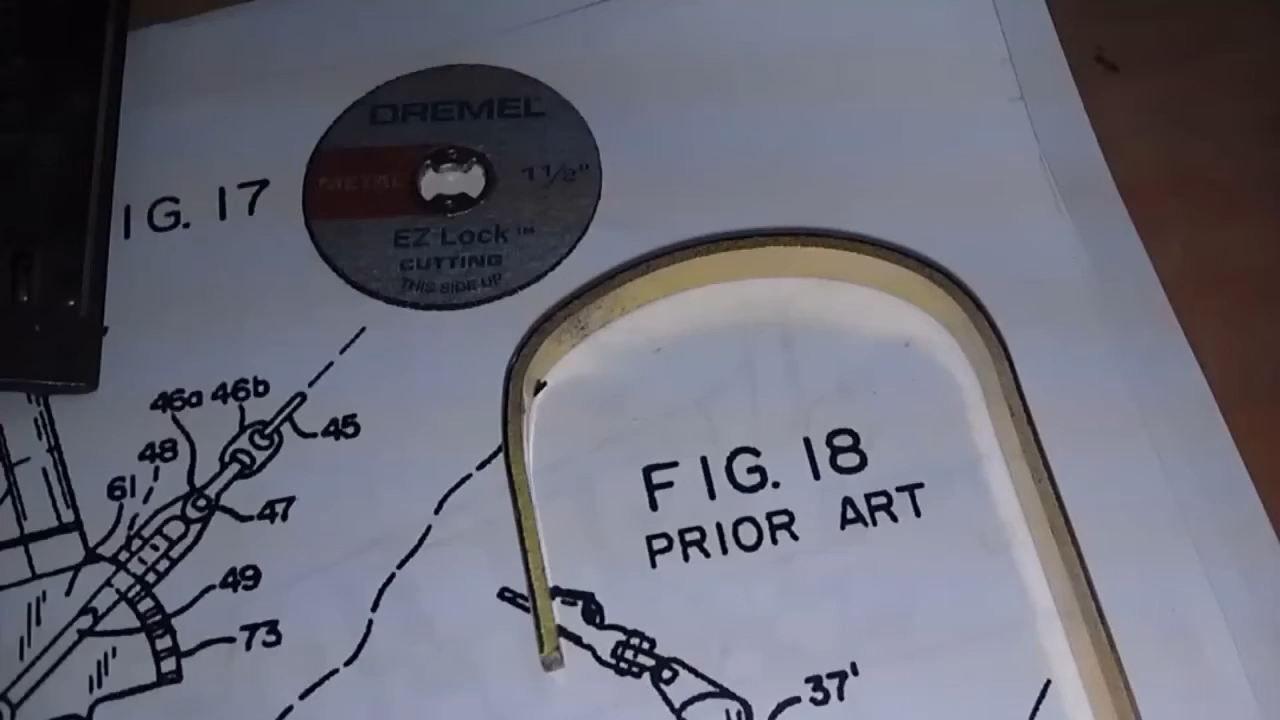 DREMEL
METAL
1 1/2"
EZ Lock™
CUTTING
THIS SIDE UP
IG. 17
46a 46b
45
48
61
47
49
73
FIG. 18
PRIOR ART
37'